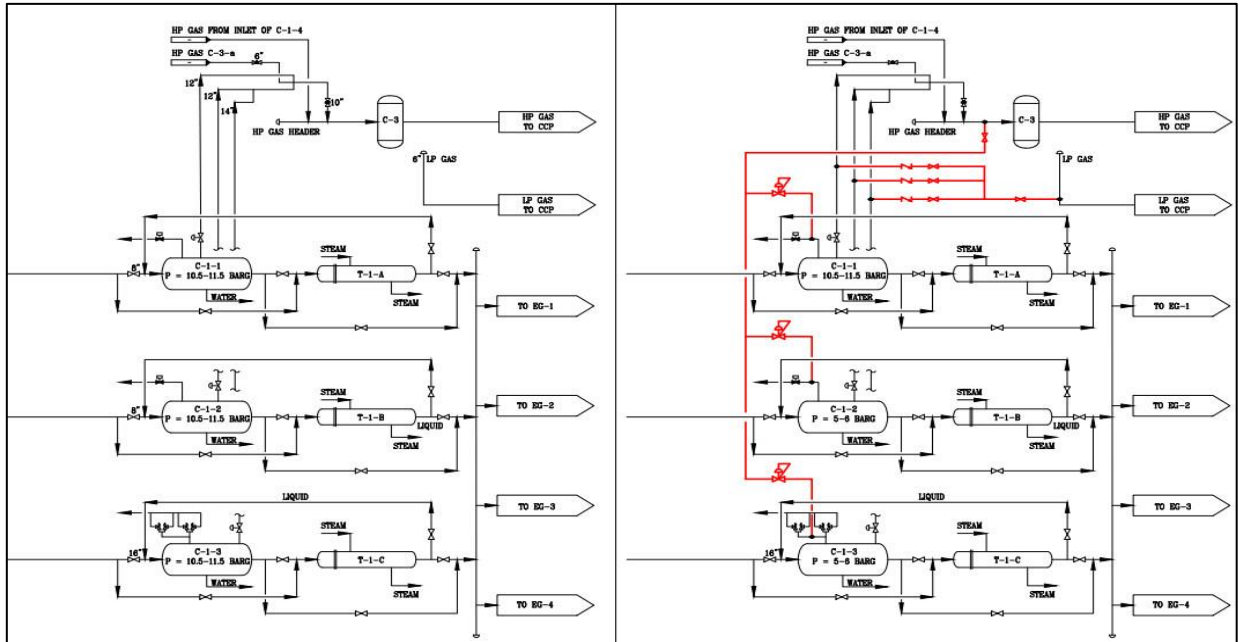 HP GAS FROM INLET OF C-1-4
HP GAS C-3-a
6"
12"
12"
14"
10"
HP GAS HEADER
C-3
HP GAS
TO CCP
6"
LP GAS
LP GAS
TO CCP
STEAM
6"
C-1-1
P = 10.5-11.5 BARG
T-1-A
WATER
STEAM
TO EG-1
STEAM
8"
C-1-2
P = 10.5-11.5 BARG
T-1-B
LIQUID
WATER
STEAM
TO EG-2
LIQUID
TO EG-3
STEAM
16"
C-1-3
P = 10.5-11.5 BARG
T-1-C
WATER
STEAM
TO EG-4
HP GAS FROM INLET OF C-1-4
HP GAS C-3-a
HP GAS HEADER
C-3
HP GAS
TO CCP
LP GAS
LP GAS
TO CCP
STEAM
C-1-1
P = 10.5-11.5 BARG
T-1-A
WATER
STEAM
TO EG-1
STEAM
C-1-2
P = 5-6 BARG
T-1-B
LIQUID
WATER
STEAM
TO EG-2
LIQUID
TO EG-3
STEAM
16"
C-1-3
P = 5-6 BARG
T-1-C
WATER
STEAM
TO EG-4